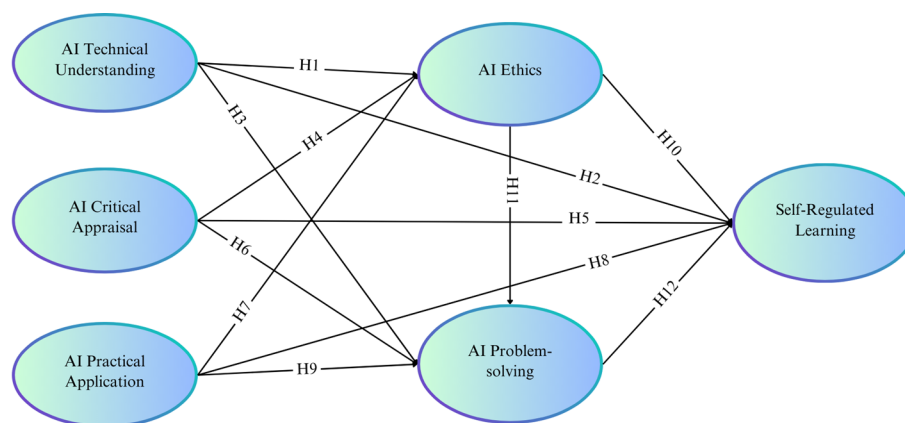 AI Technical
Understanding
H1
AI Ethics
H3
H4
H10
H2
H11
AI Critical
Appraisal
H5
Self-Regulated
Learning
H6
H8
H7
H12
AI Practical
Application
H9
AI Problem-
solving